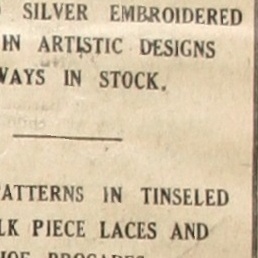 SILVER EMBROIDERED
IN ARTISTIC DESIGNS
WAYS IN STOCK.
ATTERNS IN TINSELED
LK PIECE LACES AND